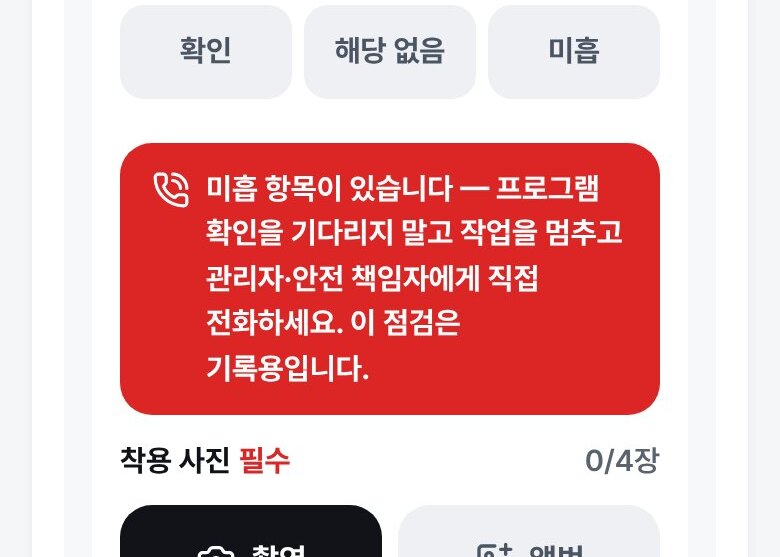 확인
해당 없음
미흡
미흡 항목이 있습니다 — 프로그램
확인을 기다리지 말고 작업을 멈추고
관리자·안전 책임자에게 직접
전화하세요. 이 점검은
기록용입니다.
착용 사진 필수
0/4장